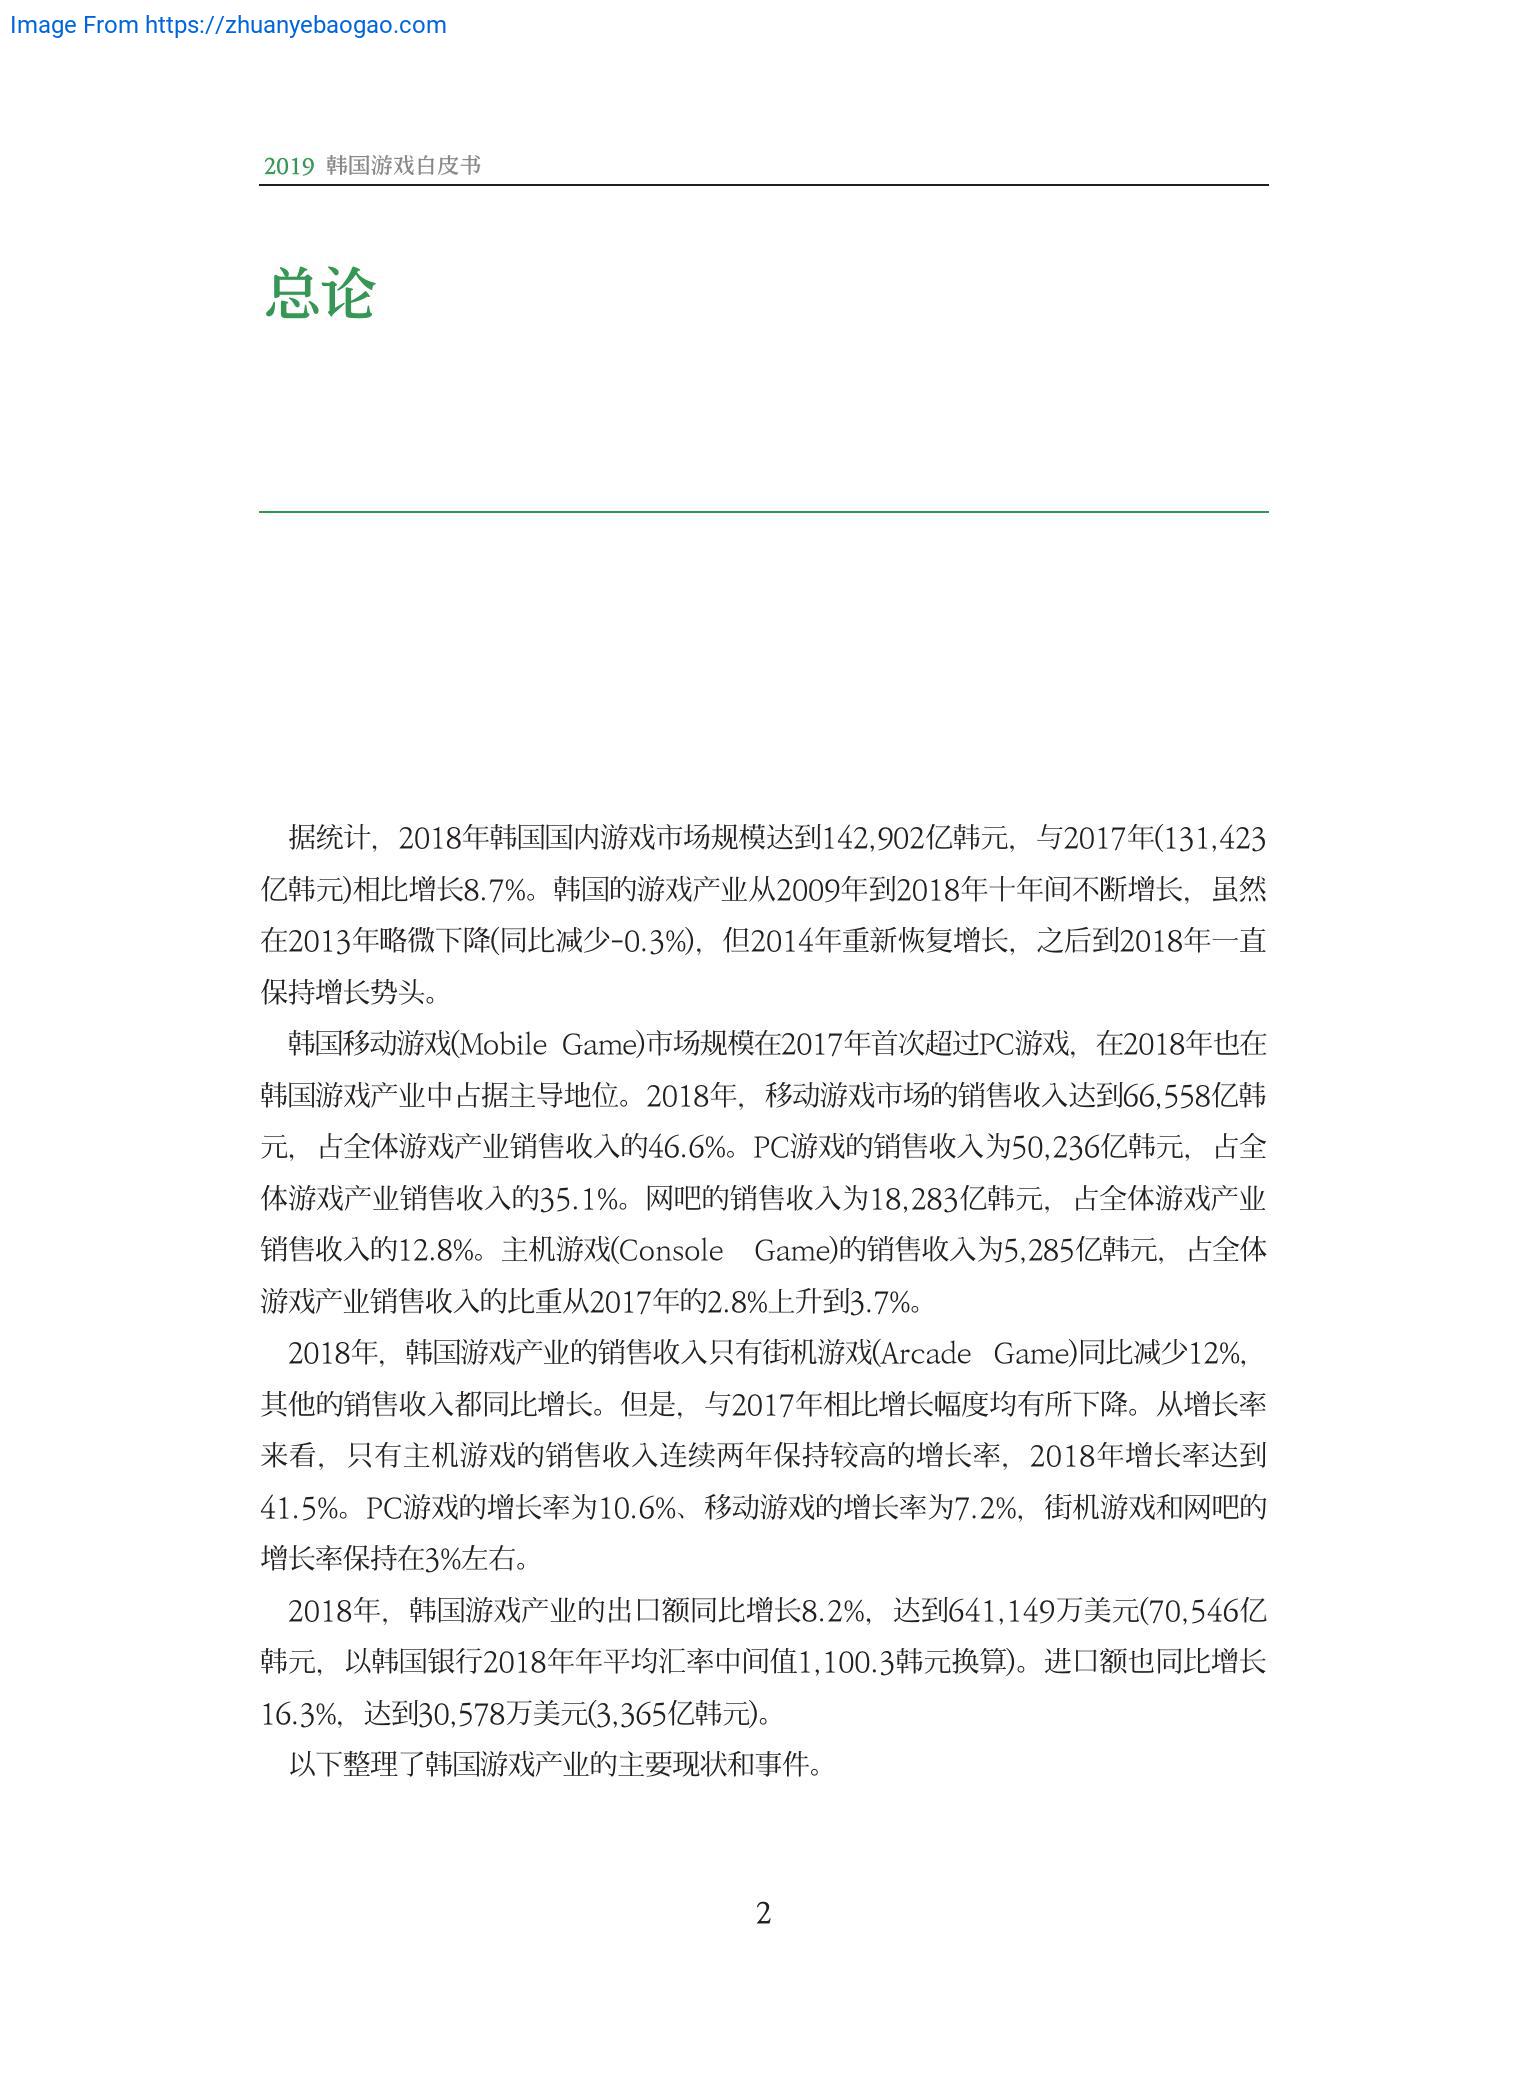 Image From https://zhuanyebaogao.com
2019 韩国游戏白皮书
总论
据统计，2018年韩国国内游戏市场规模达到142,902亿韩元，与2017年(131,423
亿韩元)相比增长8.7%。韩国的游戏产业从2009年到2018年十年间不断增长，虽然
在2013年略微下降(同比减少-0.3%)，但2014年重新恢复增长，之后到2018年一直
保持增长势头。
韩国移动游戏(Mobile Game)市场规模在2017年首次超过PC游戏，在2018年也在
韩国游戏产业中占据主导地位。2018年，移动游戏市场的销售收入达到66,558亿韩
元，占全体游戏产业销售收入的46.6%。PC游戏的销售收入为50,236亿韩元，占全
体游戏产业销售收入的35.1%。网吧的销售收入为18,283亿韩元，占全体游戏产业
销售收入的12.8%。主机游戏(Console Game)的销售收入为5,285亿韩元，占全体
游戏产业销售收入的比重从2017年的2.8%上升到3.7%。
2018年，韩国游戏产业的销售收入只有街机游戏(Arcade Game)同比减少12%，
其他的销售收入都同比增长。但是，与2017年相比增长幅度均有所下降。从增长率
来看，只有主机游戏的销售收入连续两年保持较高的增长率，2018年增长率达到
41.5%。PC游戏的增长率为10.6%、移动游戏的增长率为7.2%，街机游戏和网吧的
增长率保持在3%左右。
2018年，韩国游戏产业的出口额同比增长8.2%，达到641,149万美元(70,546亿
韩元，以韩国银行2018年年平均汇率中间值1,100.3韩元换算)。进口额也同比增长
16.3%，达到30,578万美元(3,365亿韩元)。
以下整理了韩国游戏产业的主要现状和事件。
2